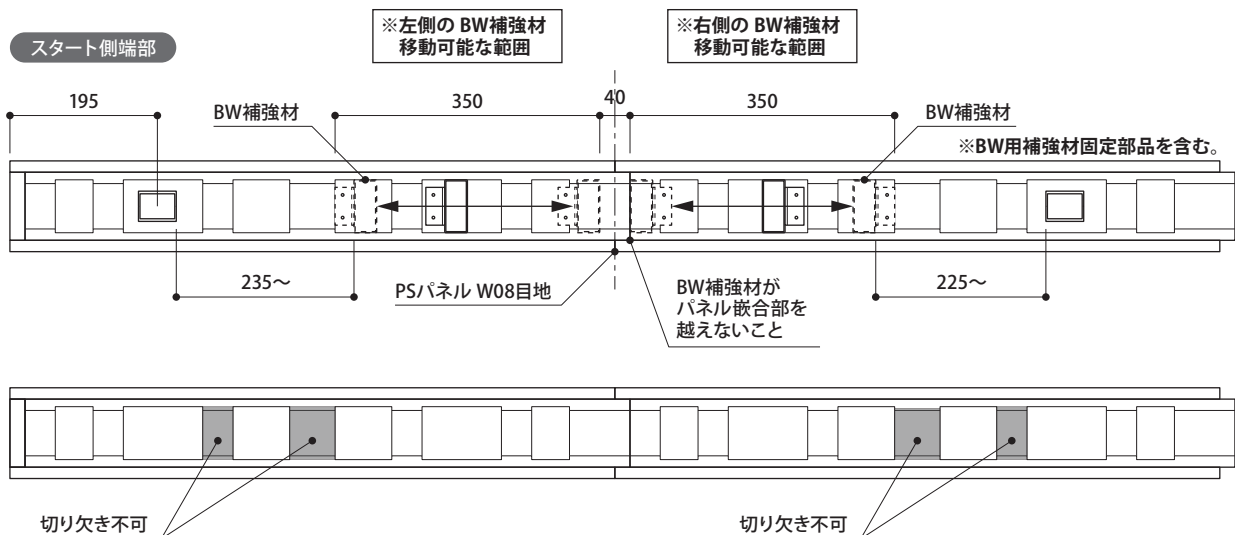 ※左側の BW補強材
移動可能な範囲
※右側の BW補強材
移動可能な範囲
スタート側端部
195
350
40
350
BW補強材
BW補強材
※BW用補強材固定部品を含む。
235～
PSパネル W08目地
BW補強材が
パネル嵌合部を
越えないこと
225～
切り欠き不可
切り欠き不可